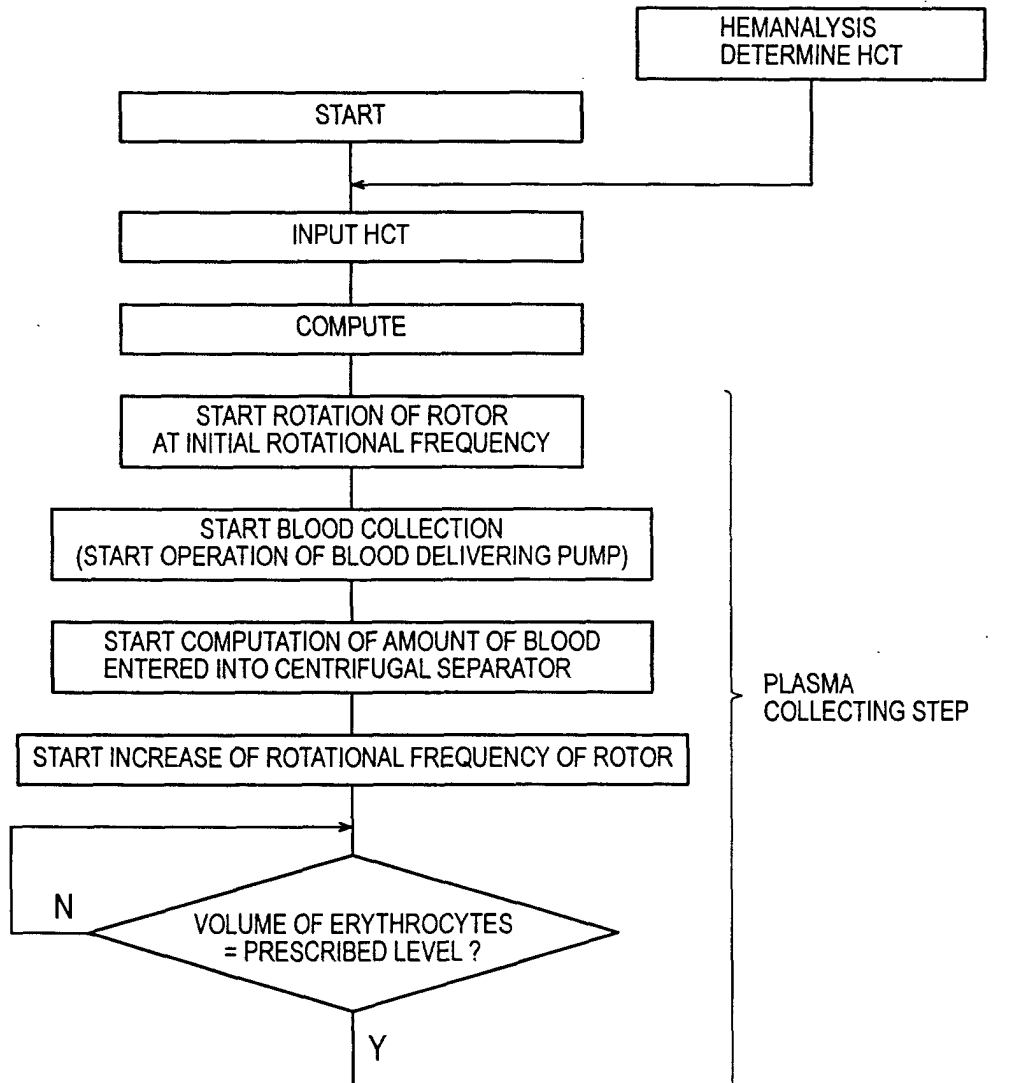 HEMANALYSIS
DETERMINE HCT
START
INPUT HCT
COMPUTE
START ROTATION OF ROTOR
AT INITIAL ROTATIONAL FREQUENCY
START BLOOD COLLECTION
(START OPERATION OF BLOOD DELIVERING PUMP)
START COMPUTATION OF AMOUNT OF BLOOD
ENTERED INTO CENTRIFUGAL SEPARATOR
PLASMA
COLLECTING STEP
START INCREASE OF ROTATIONAL FREQUENCY OF ROTOR
N
VOLUME OF ERYTHROCYTES
= PRESCRIBED LEVEL ?
Y